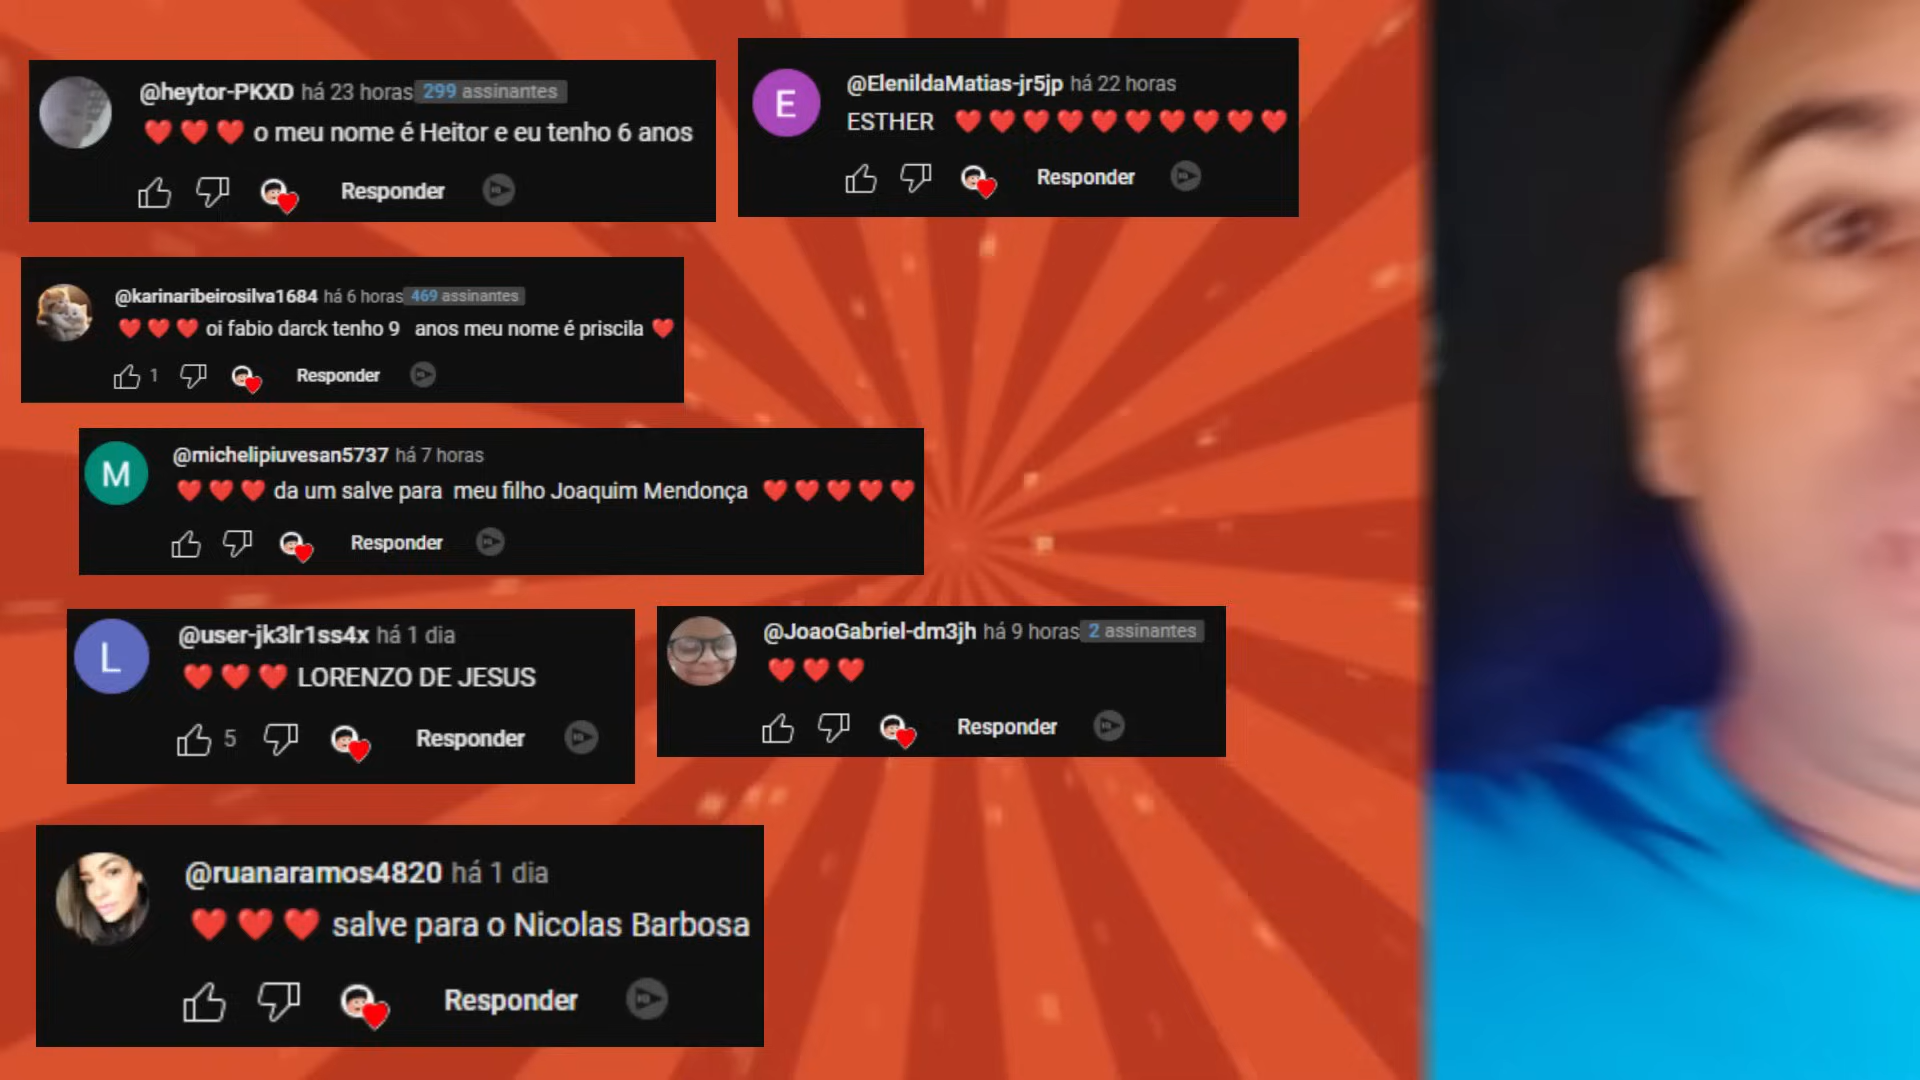 @heytor-PKXD há 23 horas 299 assinantes
❤️ ❤️ ❤️ o meu nome é Heitor e eu tenho 6 anos
Responder
E
@ElenildaMatias-jr5jp há 22 horas
ESTHER ❤️ ❤️ ❤️ ❤️ ❤️ ❤️ ❤️ ❤️ ❤️ ❤️
Responder
@karinaribeirosilva1684 há 6 horas 469 assinantes
❤️ ❤️ ❤️ oi fabio darck tenho 9 anos meu nome é priscila ❤️
1 Responder
M
@michelipiuvesan5737 há 7 horas
❤️ ❤️ ❤️ da um salve para meu filho Joaquim Mendonça ❤️ ❤️ ❤️ ❤️ ❤️
Responder
L
@user-jk3lr1ss4x há 1 dia
❤️ ❤️ ❤️ LORENZO DE JESUS
5 Responder
@JoaoGabriel-dm3jh há 9 horas 2 assinantes
❤️ ❤️ ❤️
Responder
@ruanaramos4820 há 1 dia
❤️ ❤️ ❤️ salve para o Nicolas Barbosa
Responder